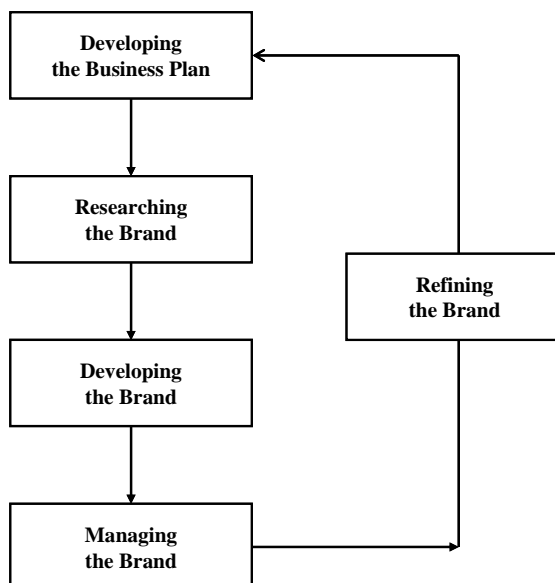 Developing
the Business Plan
Researching
the Brand
Refining
the Brand
Developing
the Brand
Managing
the Brand